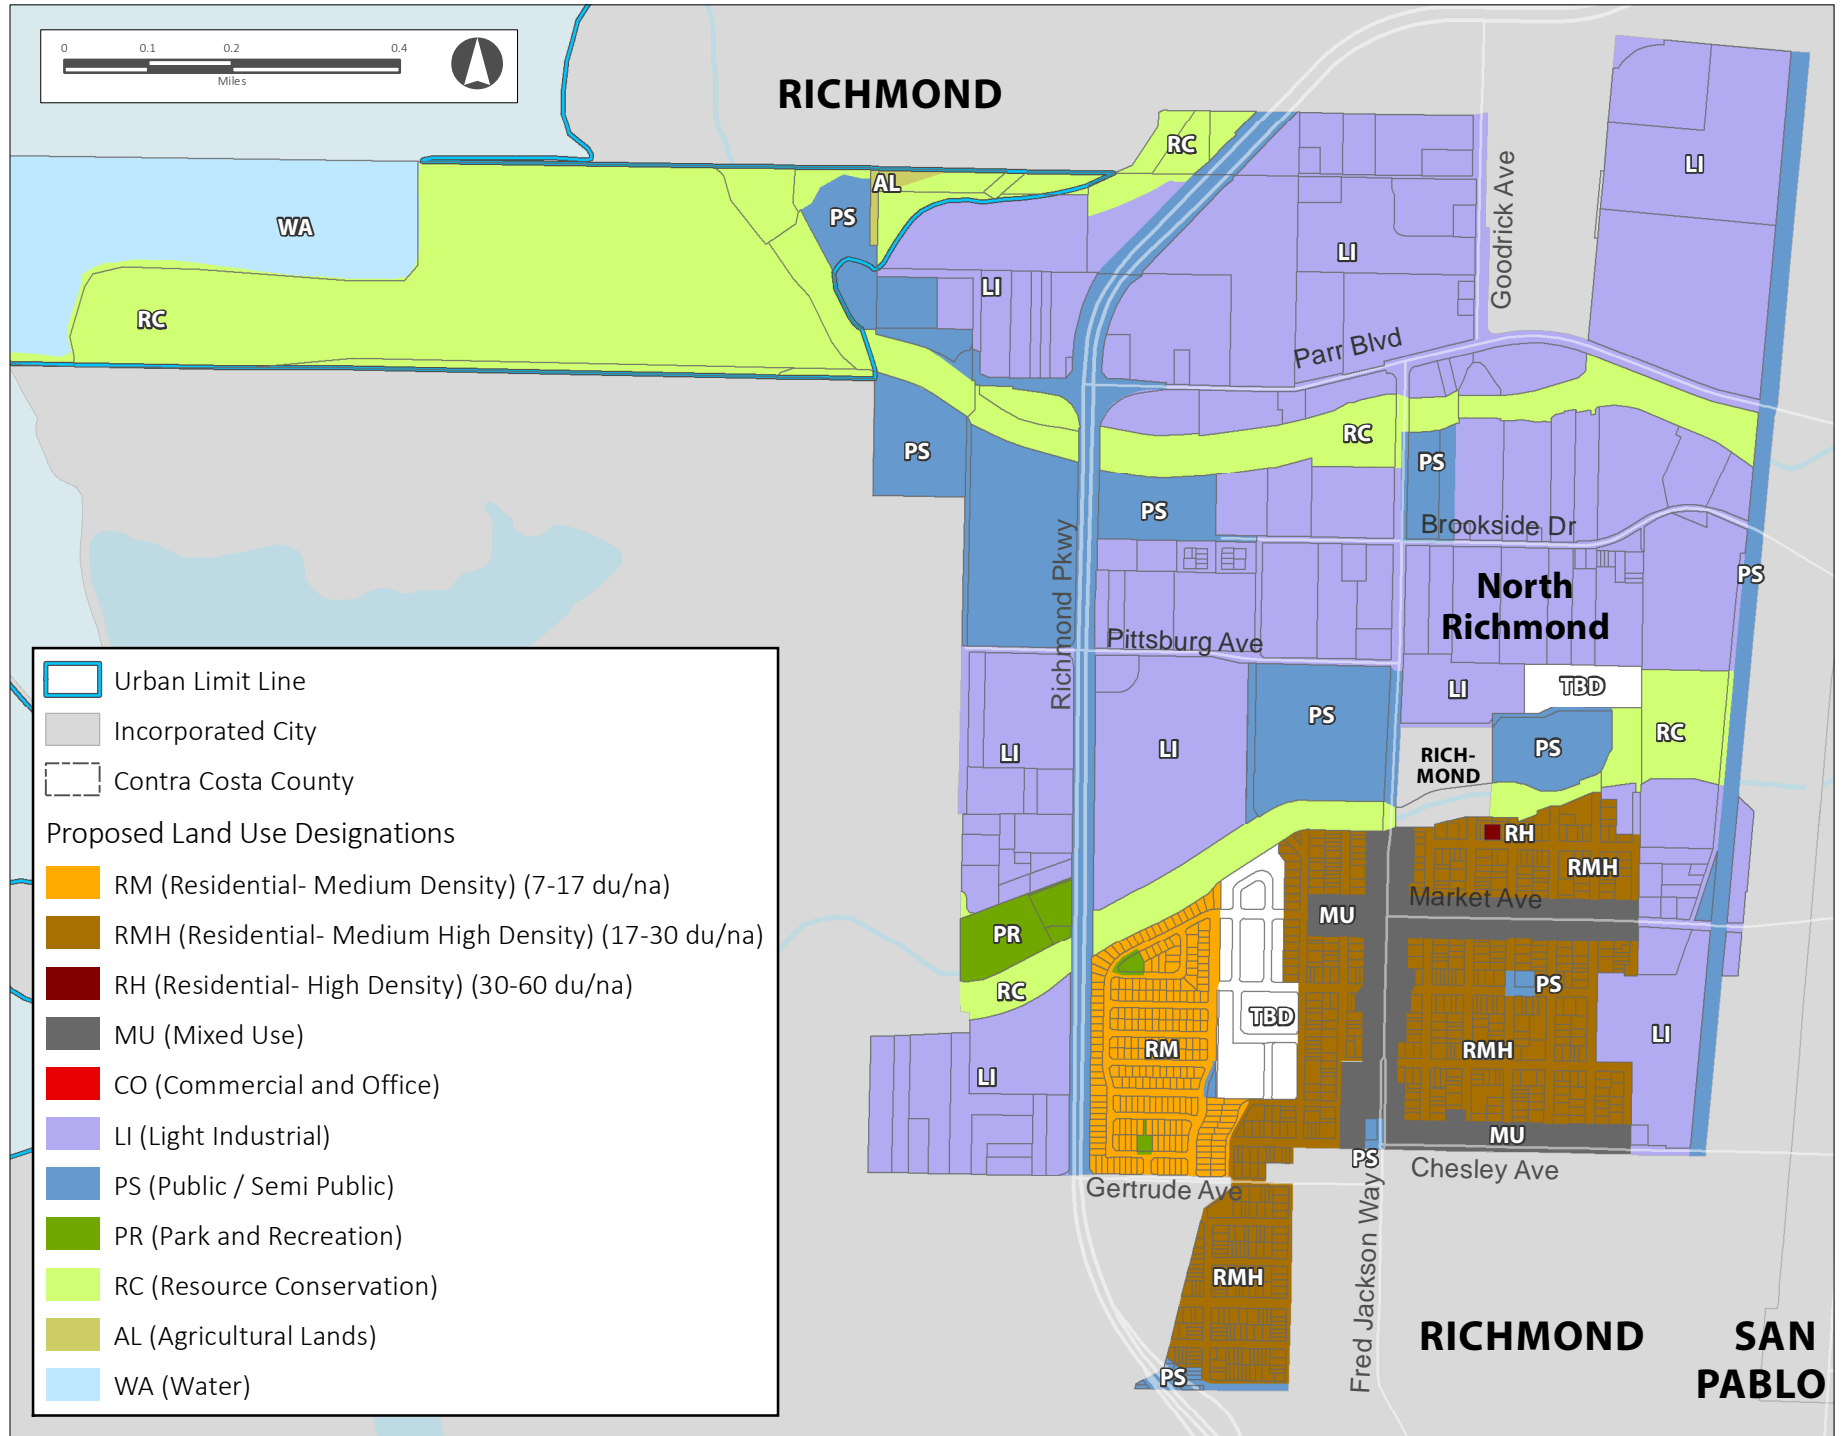 0 0.1 0.2 0.4
Miles
RICHMOND
RC
LI
AL
PS
WA
Goodrick Ave
LI
LI
RC
Parr Blvd
RC
PS
PS
PS
Brookside Dr
Richmond Pkwy
North
Richmond
PS
Pittsburg Ave
LI
TBD
PS
RC
LI
LI
RICH-
MOND
PS
RH
RMH
Market Ave
MU
PR
RC
PS
TBD
RM
RMH
LI
LI
MU
PS
Chesley Ave
Gertrude Ave
Fred Jackson Way
RMH
PS
RICHMOND
SAN
PABLO
Urban Limit Line
Incorporated City
Contra Costa County
Proposed Land Use Designations
RM (Residential- Medium Density) (7-17 du/na)
RMH (Residential- Medium High Density) (17-30 du/na)
RH (Residential- High Density) (30-60 du/na)
MU (Mixed Use)
CO (Commercial and Office)
LI (Light Industrial)
PS (Public / Semi Public)
PR (Park and Recreation)
RC (Resource Conservation)
AL (Agricultural Lands)
WA (Water)